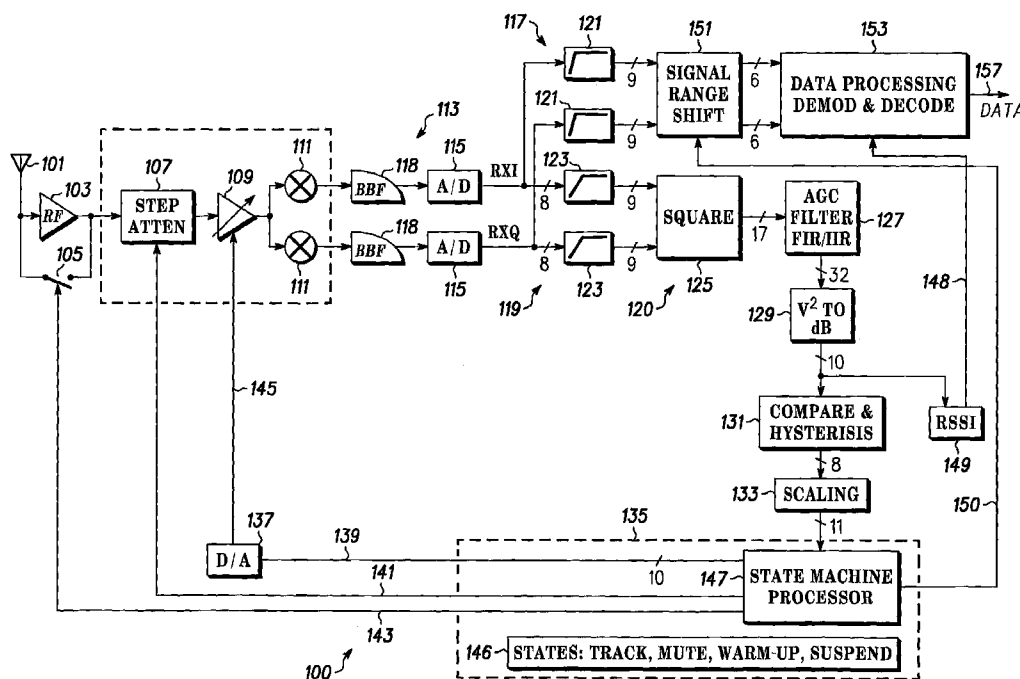 117
121
151
153
SIGNAL
RANGE
SHIFT
DATA PROCESSING
DEMOD & DECODE
157
DATA
9
6
121
9
6
113
101
107
109
111
118
115
RXI
123
103
RF
STEP
ATTEN
BBF
A/D
8
9
SQUARE
AGC
FILTER
FIR/IIR
127
17
105
118
RXQ
BBF
A/D
8
9
111
115
119
123
120
125
32
148
129
V² TO
dB
10
145
131
COMPARE &
HYSTERISIS
RSSI
149
8
133
SCALING
150
135
11
137
139
D/A
10
147
STATE MACHINE
PROCESSOR
141
143
146
STATES: TRACK, MUTE, WARM-UP, SUSPEND
100